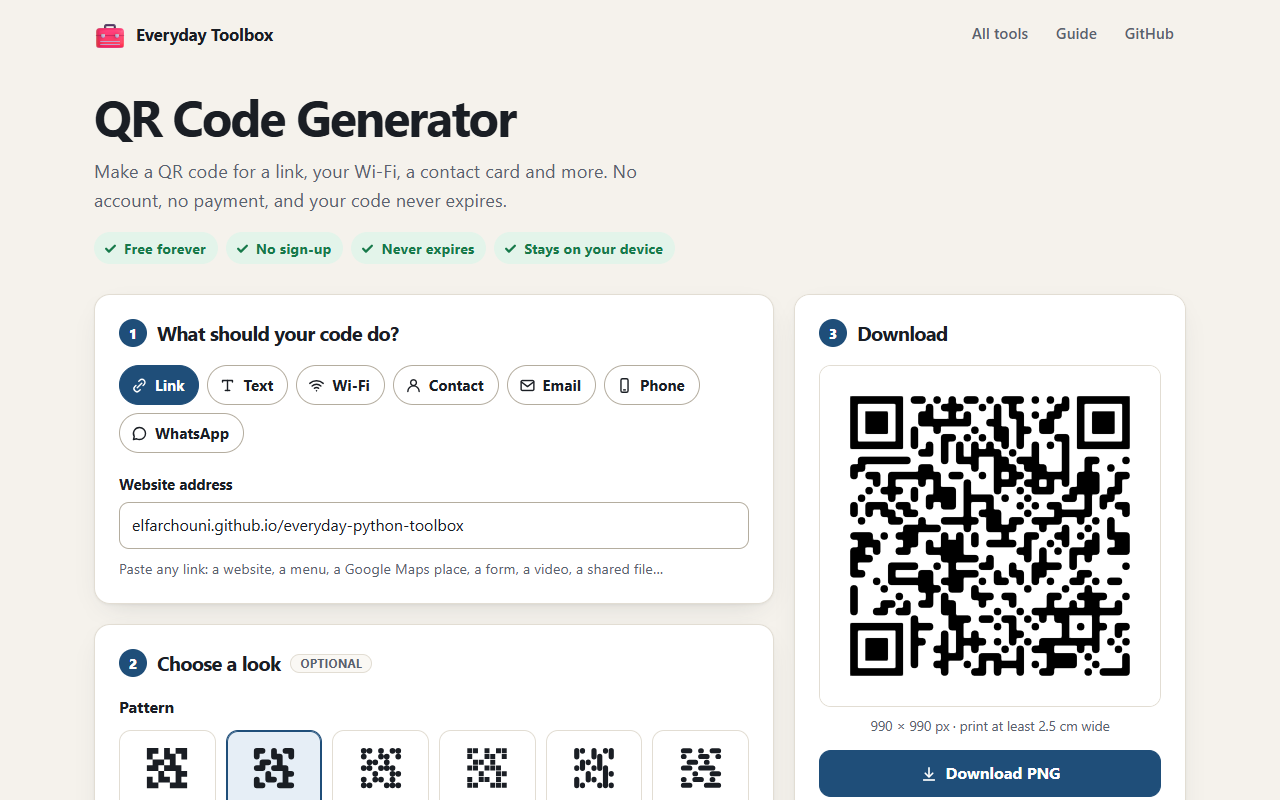 Everyday Toolbox
All tools
Guide
GitHub
QR Code Generator
Make a QR code for a link, your Wi-Fi, a contact card and more. No
account, no payment, and your code never expires.
Free forever
No sign-up
Never expires
Stays on your device
1 What should your code do?
Link
Text
Wi-Fi
Contact
Email
Phone
WhatsApp
Website address
elfarchouni.github.io/everyday-python-toolbox
Paste any link: a website, a menu, a Google Maps place, a form, a video, a shared file...
2 Choose a look OPTIONAL
Pattern
3 Download
990 × 990 px · print at least 2.5 cm wide
Download PNG